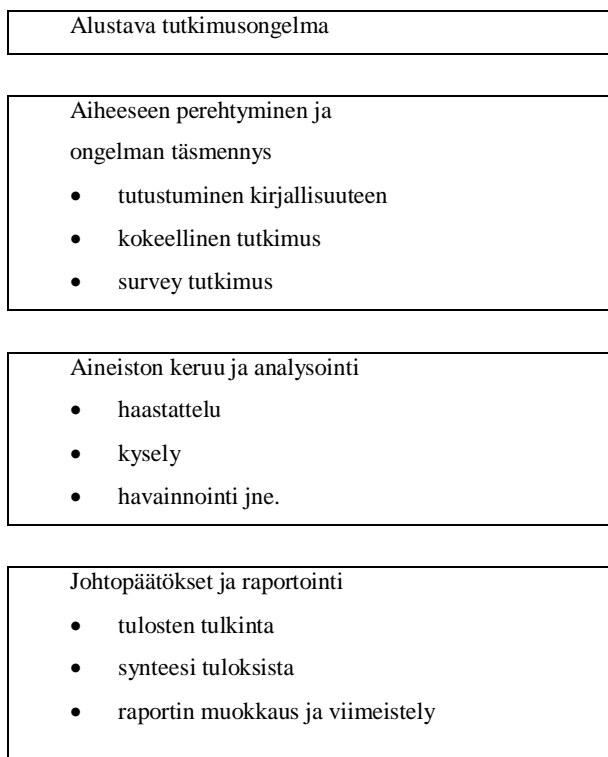 Alustava tutkimusongelma
Aiheeseen perehtyminen ja
ongelman täsmennys
• tutustuminen kirjallisuuteen
• kokeellinen tutkimus
• survey tutkimus
Aineiston keruu ja analysointi
• haastattelu
• kysely
• havainnointi jne.
Johtopäätökset ja raportointi
• tulosten tulkinta
• synteesi tuloksista
• raportin muokkaus ja viimeistely